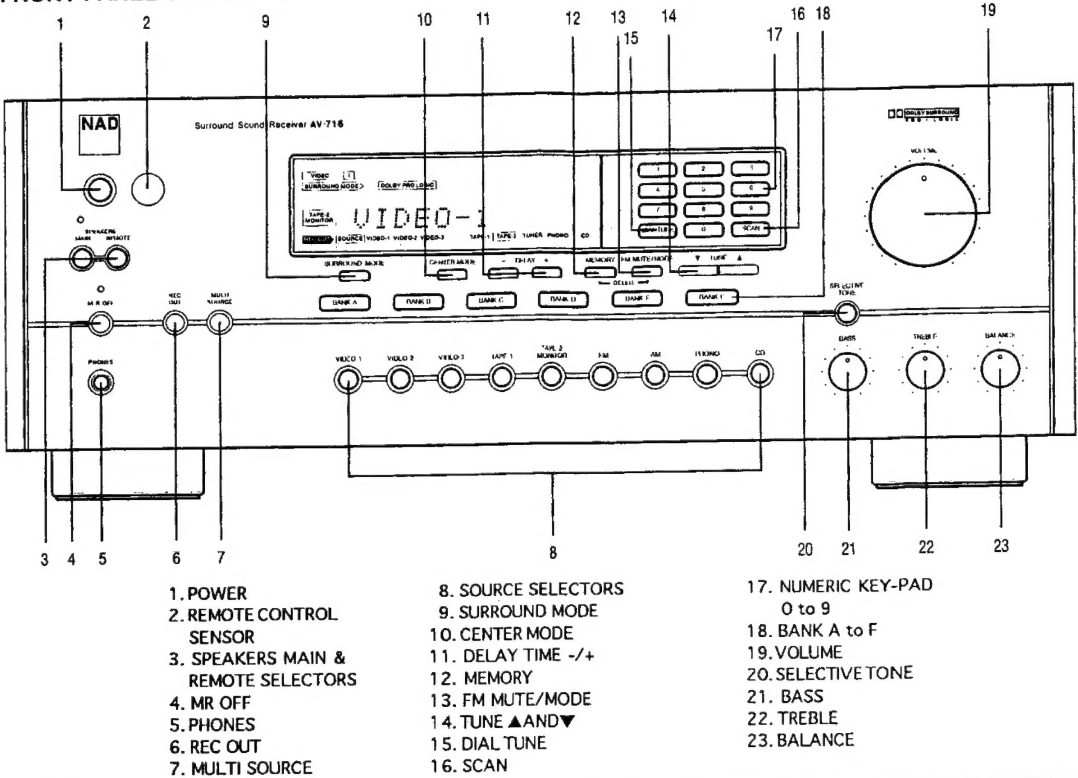 1
2
9
10
11
12
13
14
15
16
17
18
19
NAD
Surround Sound Receiver AV-716
DOLBY SURROUND
PRO · LOGIC
VOLUME
VIDEO 1
SURROUND MODE> DOLBY PRO LOGIC
TAPE-2
MONITOR
VIDEO-1
SOURCE VIDEO-1 VIDEO-2 VIDEO-3 TAPE-1 TAPE-2 TUNER PHONO CD
1 2 3
4 5 6
7 8 9
0 SCAN
SPEAKERS
MAIN REMOTE
SURROUND MODE
CENTER MODE
- DELAY +
MEMORY
FM MUTE/MODE
▼ TUNE ▲
DELETE
BANK A
BANK B
BANK C
BANK D
BANK E
BANK F
SELECTIVE
TONE
M R OFF
REC
OUT
MULTI
SOURCE
PHONES
VIDEO 1
VIDEO 2
VIDEO 3
TAPE 1
TAPE 2
MONITOR
FM
AM
PHONO
CD
BASS
TREBLE
BALANCE
3
4
5
6
7
8
20
21
22
23
1. POWER
2. REMOTE CONTROL
SENSOR
3. SPEAKERS MAIN &
REMOTE SELECTORS
4. MR OFF
5. PHONES
6. REC OUT
7. MULTI SOURCE
8. SOURCE SELECTORS
9. SURROUND MODE
10. CENTER MODE
11. DELAY TIME -/+
12. MEMORY
13. FM MUTE/MODE
14. TUNE ▲AND▼
15. DIAL TUNE
16. SCAN
17. NUMERIC KEY-PAD
0 to 9
18. BANK A to F
19. VOLUME
20. SELECTIVE TONE
21. BASS
22. TREBLE
23. BALANCE